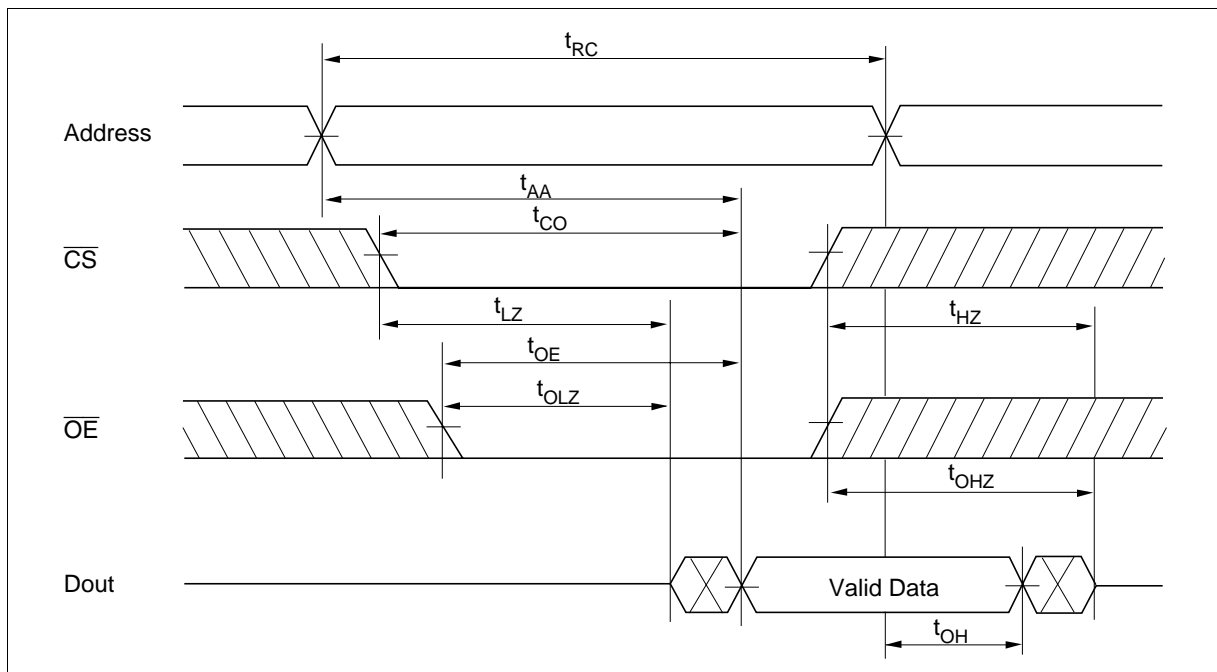 tRC
Address
tAA
tCO
CS
tLZ
tHZ
tOE
tOLZ
OE
tOHZ
Dout
Valid Data
tOH